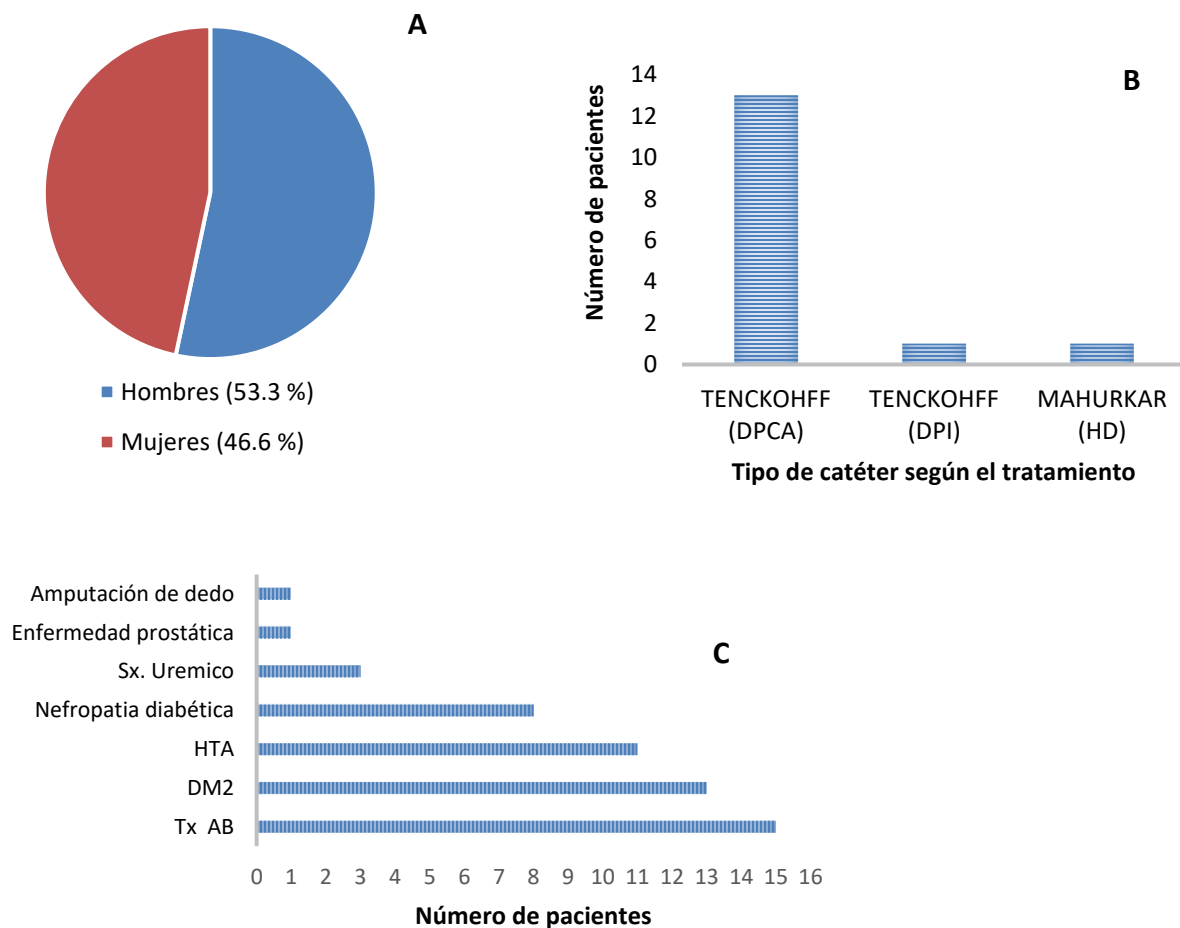 A
Hombres (53.3 %)
Mujeres (46.6 %)
B
Número de pacientes
14
12
10
8
6
4
2
0
TENCKOHFF (DPCA)
TENCKOHFF (DPI)
MAHURKAR (HD)
Tipo de catéter según el tratamiento
C
Amputación de dedo
Enfermedad prostática
Sx. Uremico
Nefropatia diabética
HTA
DM2
Tx AB
0 1 2 3 4 5 6 7 8 9 10 11 12 13 14 15 16
Número de pacientes